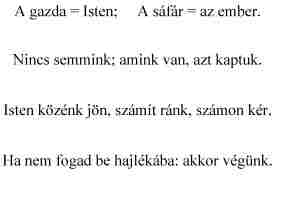 A gazda = Isten; A sáfár = az ember.
Nincs semmink; amink van, azt kaptuk.
Isten közénk jön, számit ránk, számon kér.
Ha nem fogad be hajlékába: akkor végünk.